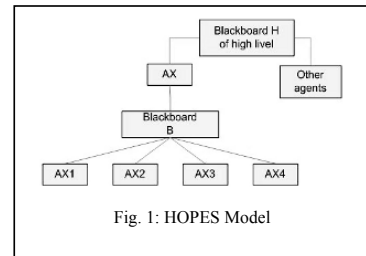 Blackboard H
of high livel
AX
Other
agents
Blackboard
B
AX1
AX2
AX3
AX4
Fig. 1: HOPES Model